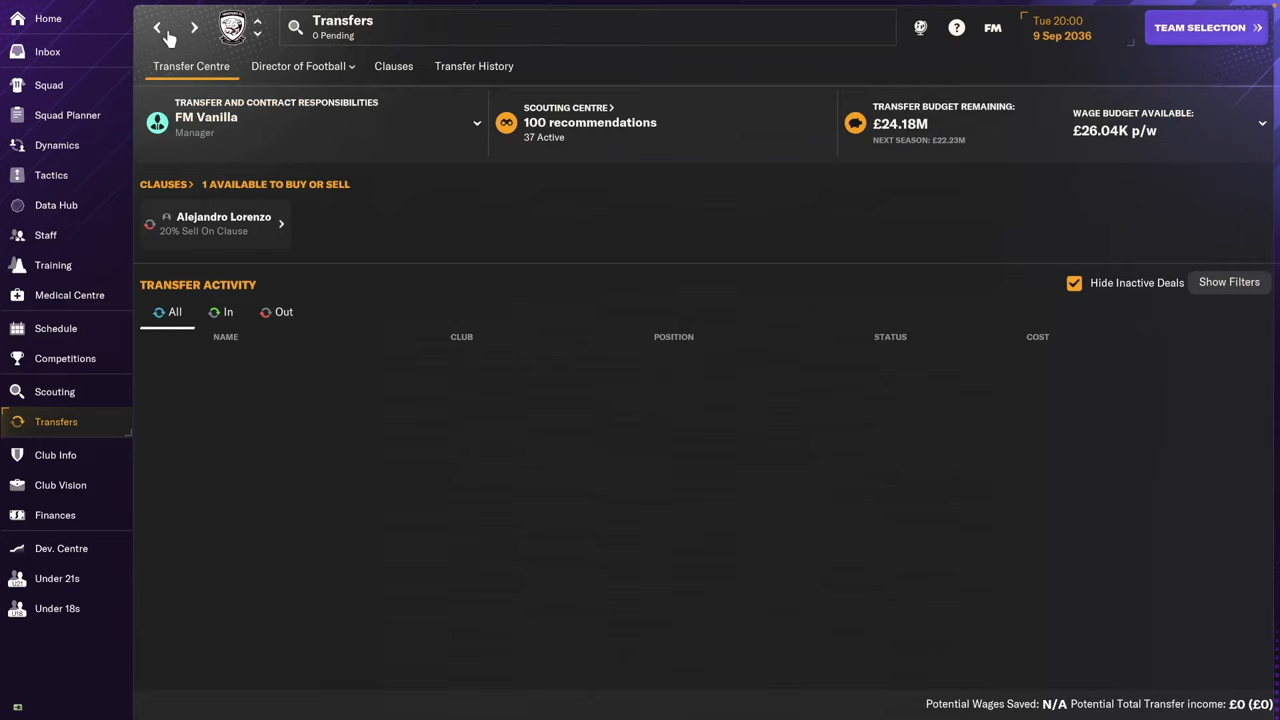 Home
Inbox
Squad
Squad Planner
Dynamics
Tactics
Data Hub
Staff
Training
Medical Centre
Schedule
Competitions
Scouting
Transfers
Club Info
Club Vision
Finances
Dev. Centre
Under 21s
Under 18s
Transfers
0 Pending
FM
Tue 20:00
9 Sep 2036
TEAM SELECTION
Transfer Centre
Director of Football
Clauses
Transfer History
TRANSFER AND CONTRACT RESPONSIBILITIES
FM Vanilla
Manager
SCOUTING CENTRE >
100 recommendations
37 Active
TRANSFER BUDGET REMAINING:
£24.18M
NEXT SEASON: £22.23M
WAGE BUDGET AVAILABLE:
£26.04K p/w
CLAUSES > 1 AVAILABLE TO BUY OR SELL
Alejandro Lorenzo
20% Sell On Clause
TRANSFER ACTIVITY
Hide Inactive Deals
Show Filters
All In Out
NAME CLUB POSITION STATUS COST
Potential Wages Saved: N/A Potential Total Transfer income: £0 (£0)